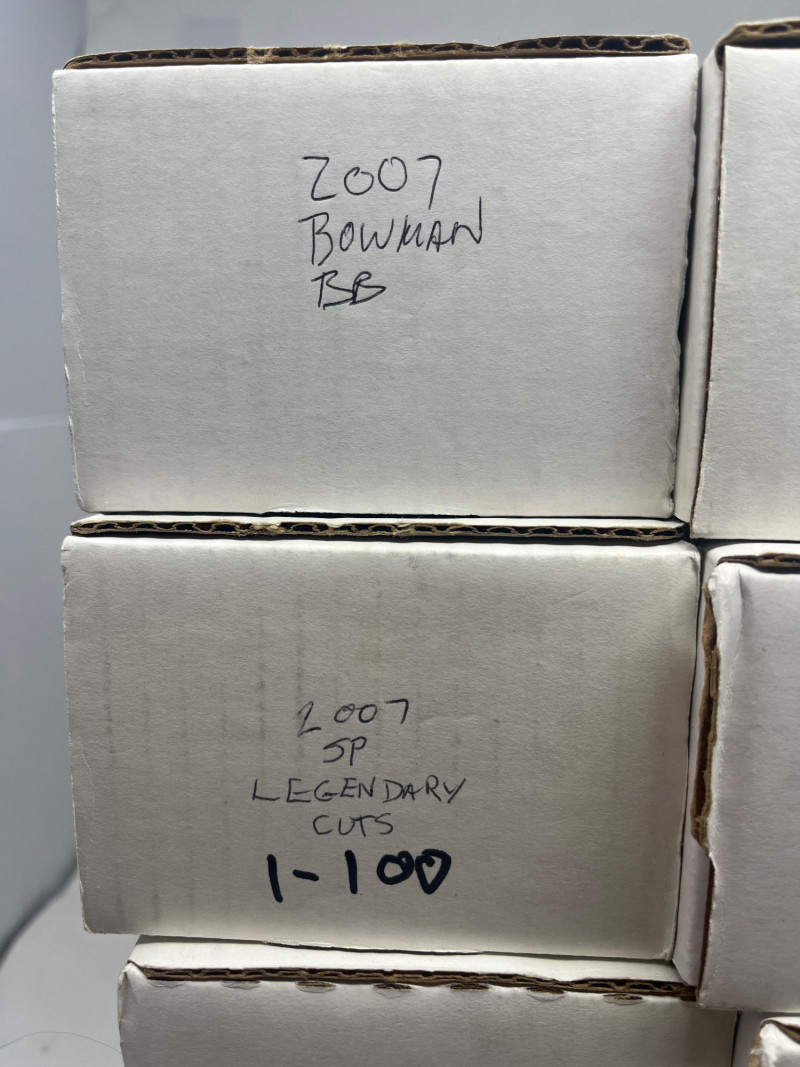 2007
BOWMAN
BB
2007
SP
LEGENDARY
CUTS
1-100